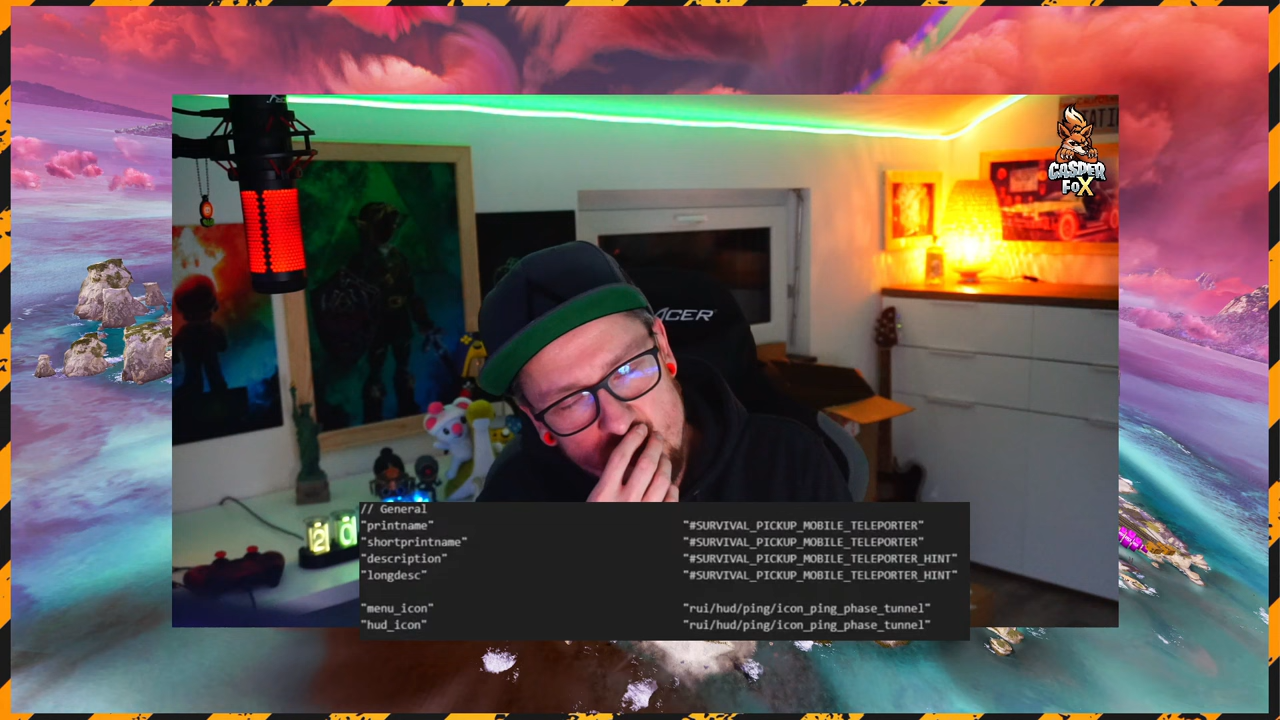 CASPER
FOX
ACER
// General
"printname" "#SURVIVAL_PICKUP_MOBILE_TELEPORTER"
"shortprintname" "#SURVIVAL_PICKUP_MOBILE_TELEPORTER"
"description" "#SURVIVAL_PICKUP_MOBILE_TELEPORTER_HINT"
"longdesc" "#SURVIVAL_PICKUP_MOBILE_TELEPORTER_HINT"
"menu_icon" "rui/hud/ping/icon_ping_phase_tunnel"
"hud_icon" "rui/hud/ping/icon_ping_phase_tunnel"